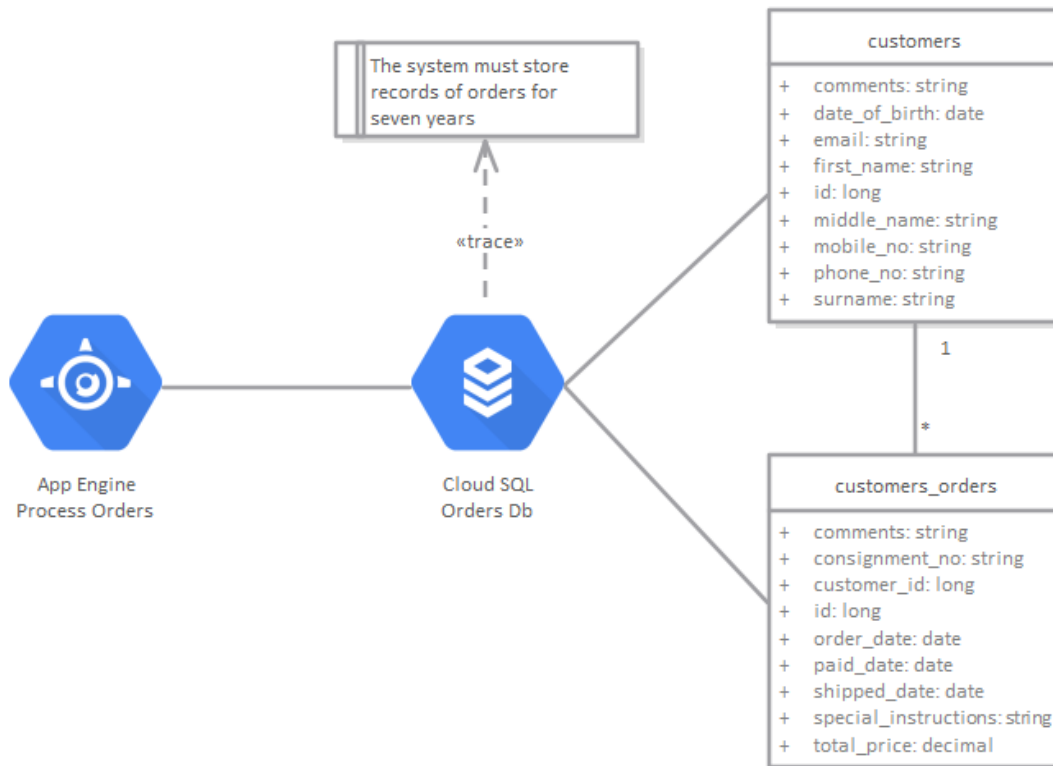 The system must store
records of orders for
seven years
«trace»
App Engine
Process Orders
Cloud SQL
Orders Db
customers
+ comments: string
+ date_of_birth: date
+ email: string
+ first_name: string
+ id: long
+ middle_name: string
+ mobile_no: string
+ phone_no: string
+ surname: string
1
*
customers_orders
+ comments: string
+ consignment_no: string
+ customer_id: long
+ id: long
+ order_date: date
+ paid_date: date
+ shipped_date: date
+ special_instructions: string
+ total_price: decimal